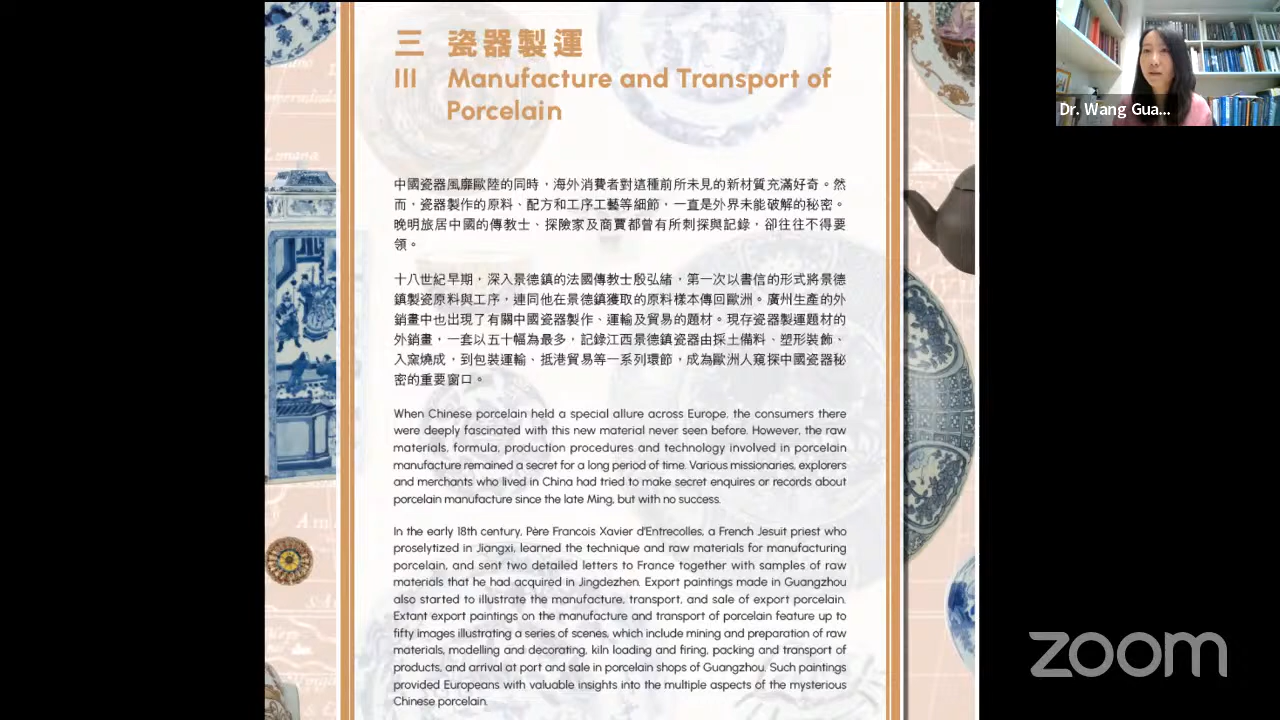 三 瓷器製運
III Manufacture and Transport of
Porcelain
中國瓷器風靡歐陸的同時，海外消費者對這種前所未見的新材質充滿好奇。然
而，瓷器製作的原料、配方和工序工藝等細節，一直是外界未能破解的秘密。
晚明旅居中國的傳教士、探險家及商賈都曾有所刺探與記錄，卻往往不得要
領。
十八世紀早期，深入景德鎮的法國傳教士殷弘緒，第一次以書信的形式將景德
鎮製瓷原料與工序，連同他在景德鎮獲取的原料樣本傳回歐洲。廣州生產的外
銷畫中也出現了有關中國瓷器製作、運輸及貿易的題材。現存瓷器製運題材的
外銷畫，一套以五十幅為最多，記錄江西景德鎮瓷器由採土備料、塑形裝飾、
入窯燒成，到包裝運輸、抵港貿易等一系列環節，成為歐洲人窺探中國瓷器秘
密的重要窗口。
When Chinese porcelain held a special allure across Europe, the consumers there
were deeply fascinated with this new material never seen before. However, the raw
materials, formula, production procedures and technology involved in porcelain
manufacture remained a secret for a long period of time. Various missionaries, explorers
and merchants who lived in China had tried to make secret enquires or records about
porcelain manufacture since the late Ming, but with no success.
In the early 18th century, Père Francois Xavier d'Entrecolles, a French Jesuit priest who
proselytized in Jiangxi, learned the technique and raw materials for manufacturing
porcelain, and sent two detailed letters to France together with samples of raw
materials that he had acquired in Jingdezhen. Export paintings made in Guangzhou
also started to illustrate the manufacture, transport, and sale of export porcelain.
Extant export paintings on the manufacture and transport of porcelain feature up to
fifty images illustrating a series of scenes, which include mining and preparation of raw
materials, modelling and decorating, kiln loading and firing, packing and transport of
products, and arrival at port and sale in porcelain shops of Guangzhou. Such paintings
provided Europeans with valuable insights into the multiple aspects of the mysterious
Chinese porcelain.
Dr. Wang Gua...
zoom